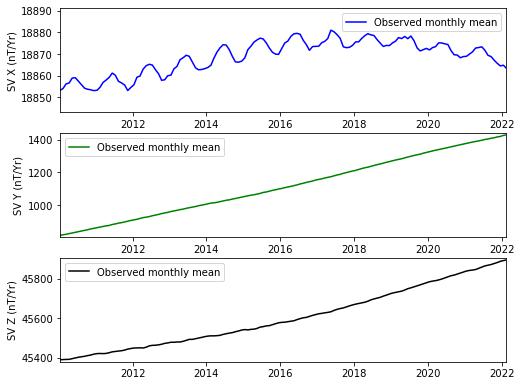 18890
18880
18870
18860
18850
SV X (nT/Yr)
Observed monthly mean
2012 2014 2016 2018 2020 2022
1400
1200
1000
SV Y (nT/Yr)
Observed monthly mean
2012 2014 2016 2018 2020 2022
45800
45600
45400
SV Z (nT/Yr)
Observed monthly mean
2012 2014 2016 2018 2020 2022